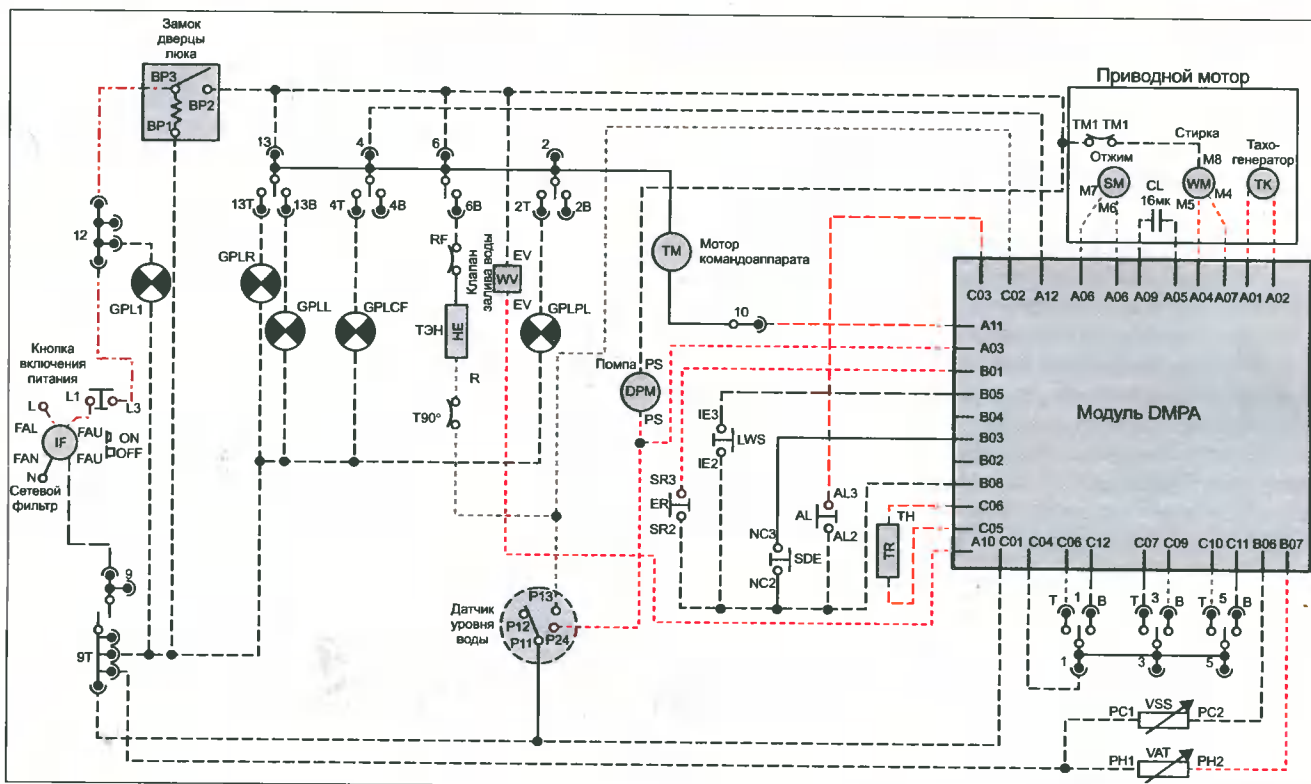 Замок
дверцы
люка
BP3
BP2
BP1
Приводной мотор
TM1 TM1
Стирка
Отжим
M8
Тахо-
генератор
M7
SM
M6
CL
16мк
WM
M5
M4
TK
13
4
6
2
12
13T
13B
4T
4B
6B
2T
2B
RF
EV
Клапан
залива воды
WV
EV
TM
Мотор
командоаппарата
GPLR
GPL1
GPLL
GPLCF
ТЭН
HE
GPLPL
10
C03
C02
A12
A06
A06
A09
A05
A04
A07
A01
A02
A11
A03
B01
B05
B04
B03
B02
B08
C06
C05
A10
C01
C04
C06
C12
C07
C09
C10
C11
B06
B07
Модуль DMPA
Кнопка
включения
питания
L
L1
L3
FAL
IF
FAU
FAN
FAU
ON
OFF
N
Сетевой
фильтр
R
T90°
Помпа
PS
DPM
PS
IE3
LWS
IE2
SR3
ER
SR2
AL3
AL
AL2
NC3
SDE
NC2
TH
TR
9
9T
Датчик
уровня
воды
P13
P12
P11
P24
T
1
B
T
3
B
T
5
B
1
3
5
PC1
VSS
PC2
PH1
VAT
PH2